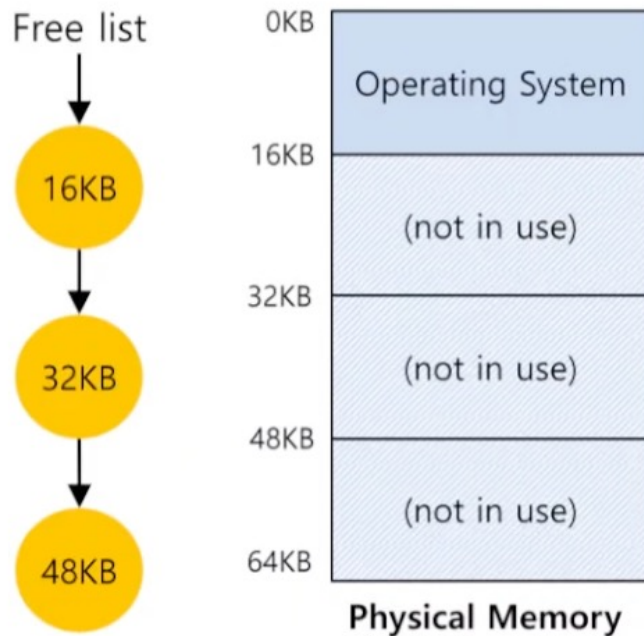 Free list
16KB
32KB
48KB
0KB
Operating System
16KB
(not in use)
32KB
(not in use)
48KB
(not in use)
64KB
Physical Memory